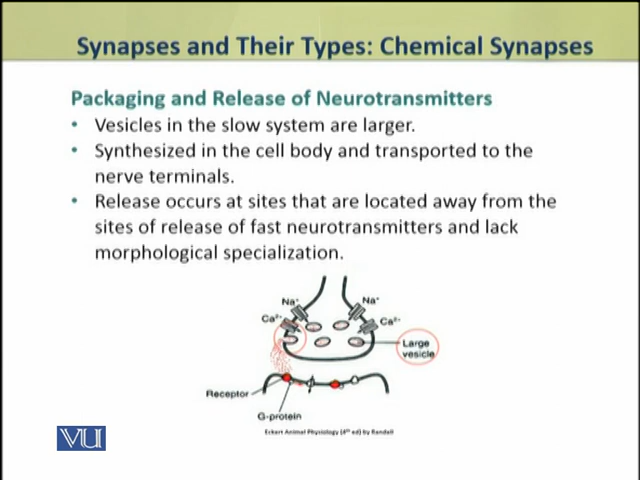 Synapses and Their Types: Chemical Synapses
Packaging and Release of Neurotransmitters
• Vesicles in the slow system are larger.
• Synthesized in the cell body and transported to the
nerve terminals.
• Release occurs at sites that are located away from the
sites of release of fast neurotransmitters and lack
morphological specialization.
Na⁺ Na⁺
Ca²⁺ Ca²⁺
Large
vesicle
Receptor
G-protein
Eckert Animal Physiology (4th ed) by Randall
VU